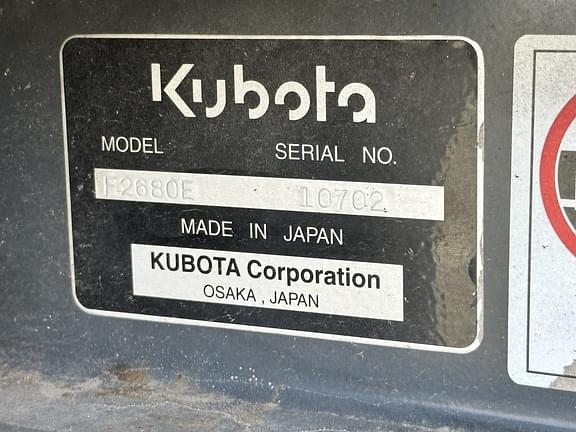 Kubota
MODEL SERIAL NO.
F2680E 10702
MADE IN JAPAN
KUBOTA Corporation
OSAKA , JAPAN